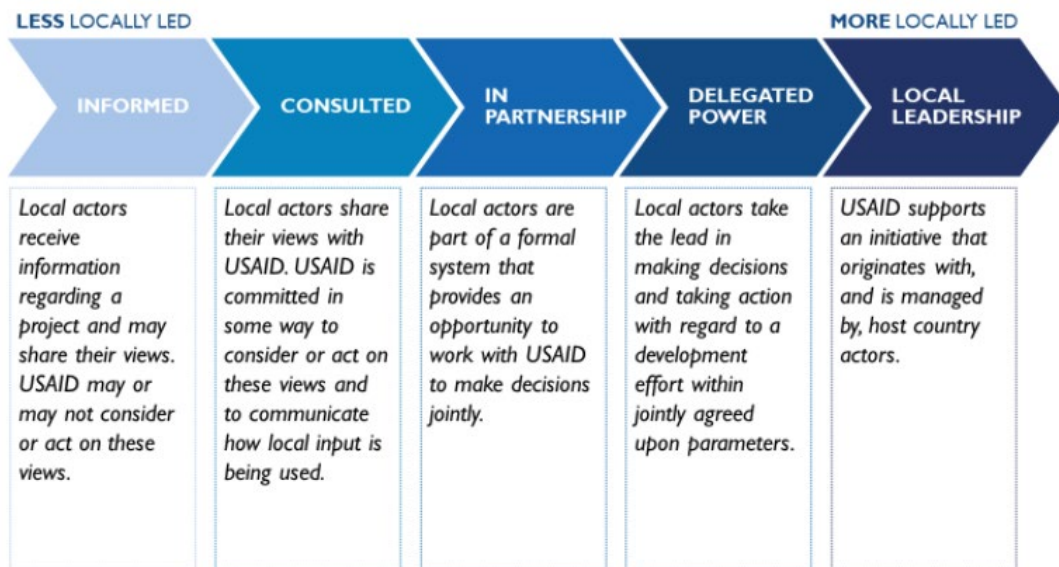 LESS LOCALLY LED
MORE LOCALLY LED
INFORMED
CONSULTED
IN
PARTNERSHIP
DELEGATED
POWER
LOCAL
LEADERSHIP
Local actors
receive
information
regarding a
project and may
share their views.
USAID may or
may not consider
or act on these
views.
Local actors share
their views with
USAID. USAID is
committed in
some way to
consider or act on
these views and
to communicate
how local input is
being used.
Local actors are
part of a formal
system that
provides an
opportunity to
work with USAID
to make decisions
jointly.
Local actors take
the lead in
making decisions
and taking action
with regard to a
development
effort within
jointly agreed
upon parameters.
USAID supports
an initiative that
originates with,
and is managed
by, host country
actors.